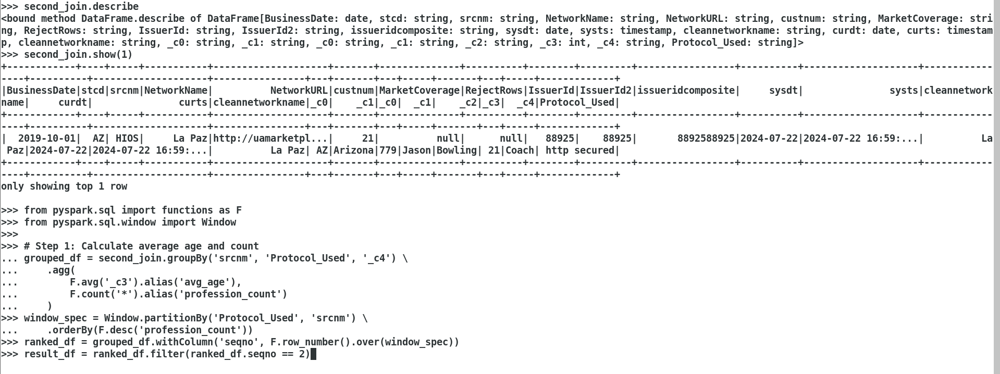 >>> second_join.describe
<bound method DataFrame.describe of DataFrame[BusinessDate: date, stcd: string, srcnm: string, NetworkName: string, NetworkURL: string, custnum: string, MarketCoverage: stri
ng, RejectRows: string, IssuerId: string, IssuerId2: string, issueridcomposite: string, sysdt: date, systs: timestamp, cleannetworkname: string, curdt: date, curts: timestam
p, cleannetworkname: string, _c0: string, _c1: string, _c0: string, _c1: string, _c2: string, _c3: int, _c4: string, Protocol_Used: string]>
>>> second_join.show(1)
+------------+----+-----+-----------+--------------------+-------+--------------+----------+--------+---------+-----------------+----------+--------------------+------------
----+----------+--------------------+----------------+---+-------+---+-----+-------+---+-----+-------------+
|BusinessDate|stcd|srcnm|NetworkName|          NetworkURL|custnum|MarketCoverage|RejectRows|IssuerId|IssuerId2|issueridcomposite|     sysdt|               systs|cleannetwork
name|     curdt|               curts|cleannetworkname|_c0|    _c1|_c0|  _c1|    _c2|_c3|  _c4|Protocol_Used|
+------------+----+-----+-----------+--------------------+-------+--------------+----------+--------+---------+-----------------+----------+--------------------+------------
----+----------+--------------------+----------------+---+-------+---+-----+-------+---+-----+-------------+
|  2019-10-01|  AZ| HIOS|     La Paz|http://uamarketpl...|     21|          null|      null|   88925|    88925|       8892588925|2024-07-22|2024-07-22 16:59:...|          La
 Paz|2024-07-22|2024-07-22 16:59:...|          La Paz| AZ|Arizona|779|Jason|Bowling| 21|Coach| http secured|
+------------+----+-----+-----------+--------------------+-------+--------------+----------+--------+---------+-----------------+----------+--------------------+------------
----+----------+--------------------+----------------+---+-------+---+-----+-------+---+-----+-------------+
only showing top 1 row

>>> from pyspark.sql import functions as F
>>> from pyspark.sql.window import Window
>>>
>>> # Step 1: Calculate average age and count
... grouped_df = second_join.groupBy('srcnm', 'Protocol_Used', '_c4') \
...     .agg(
...         F.avg('_c3').alias('avg_age'),
...         F.count('*').alias('profession_count')
...     )
>>> window_spec = Window.partitionBy('Protocol_Used', 'srcnm') \
...     .orderBy(F.desc('profession_count'))
>>> ranked_df = grouped_df.withColumn('seqno', F.row_number().over(window_spec))
>>> result_df = ranked_df.filter(ranked_df.seqno == 2)